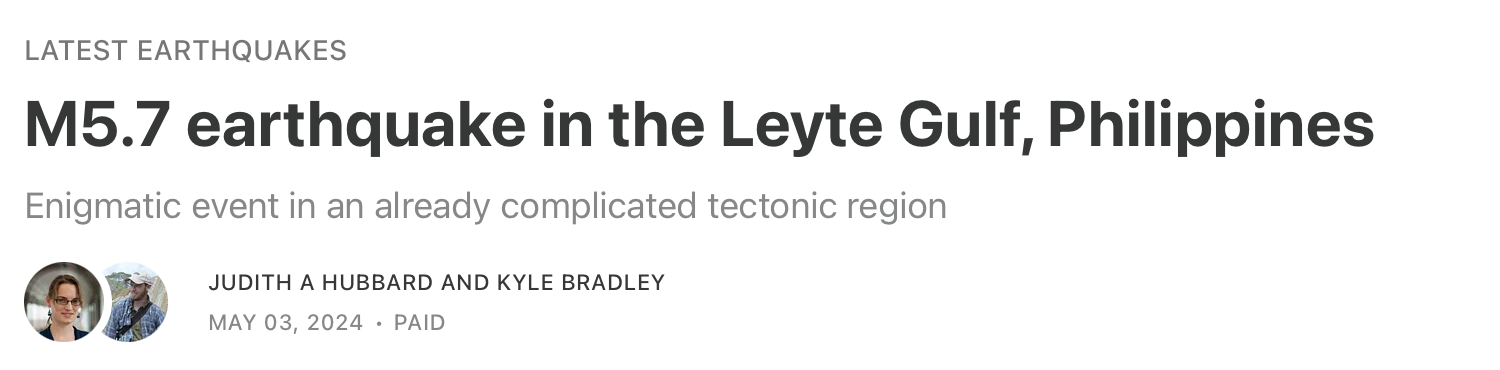 LATEST EARTHQUAKES
M5.7 earthquake in the Leyte Gulf, Philippines
Enigmatic event in an already complicated tectonic region
JUDITH A HUBBARD AND KYLE BRADLEY
MAY 03, 2024 • PAID